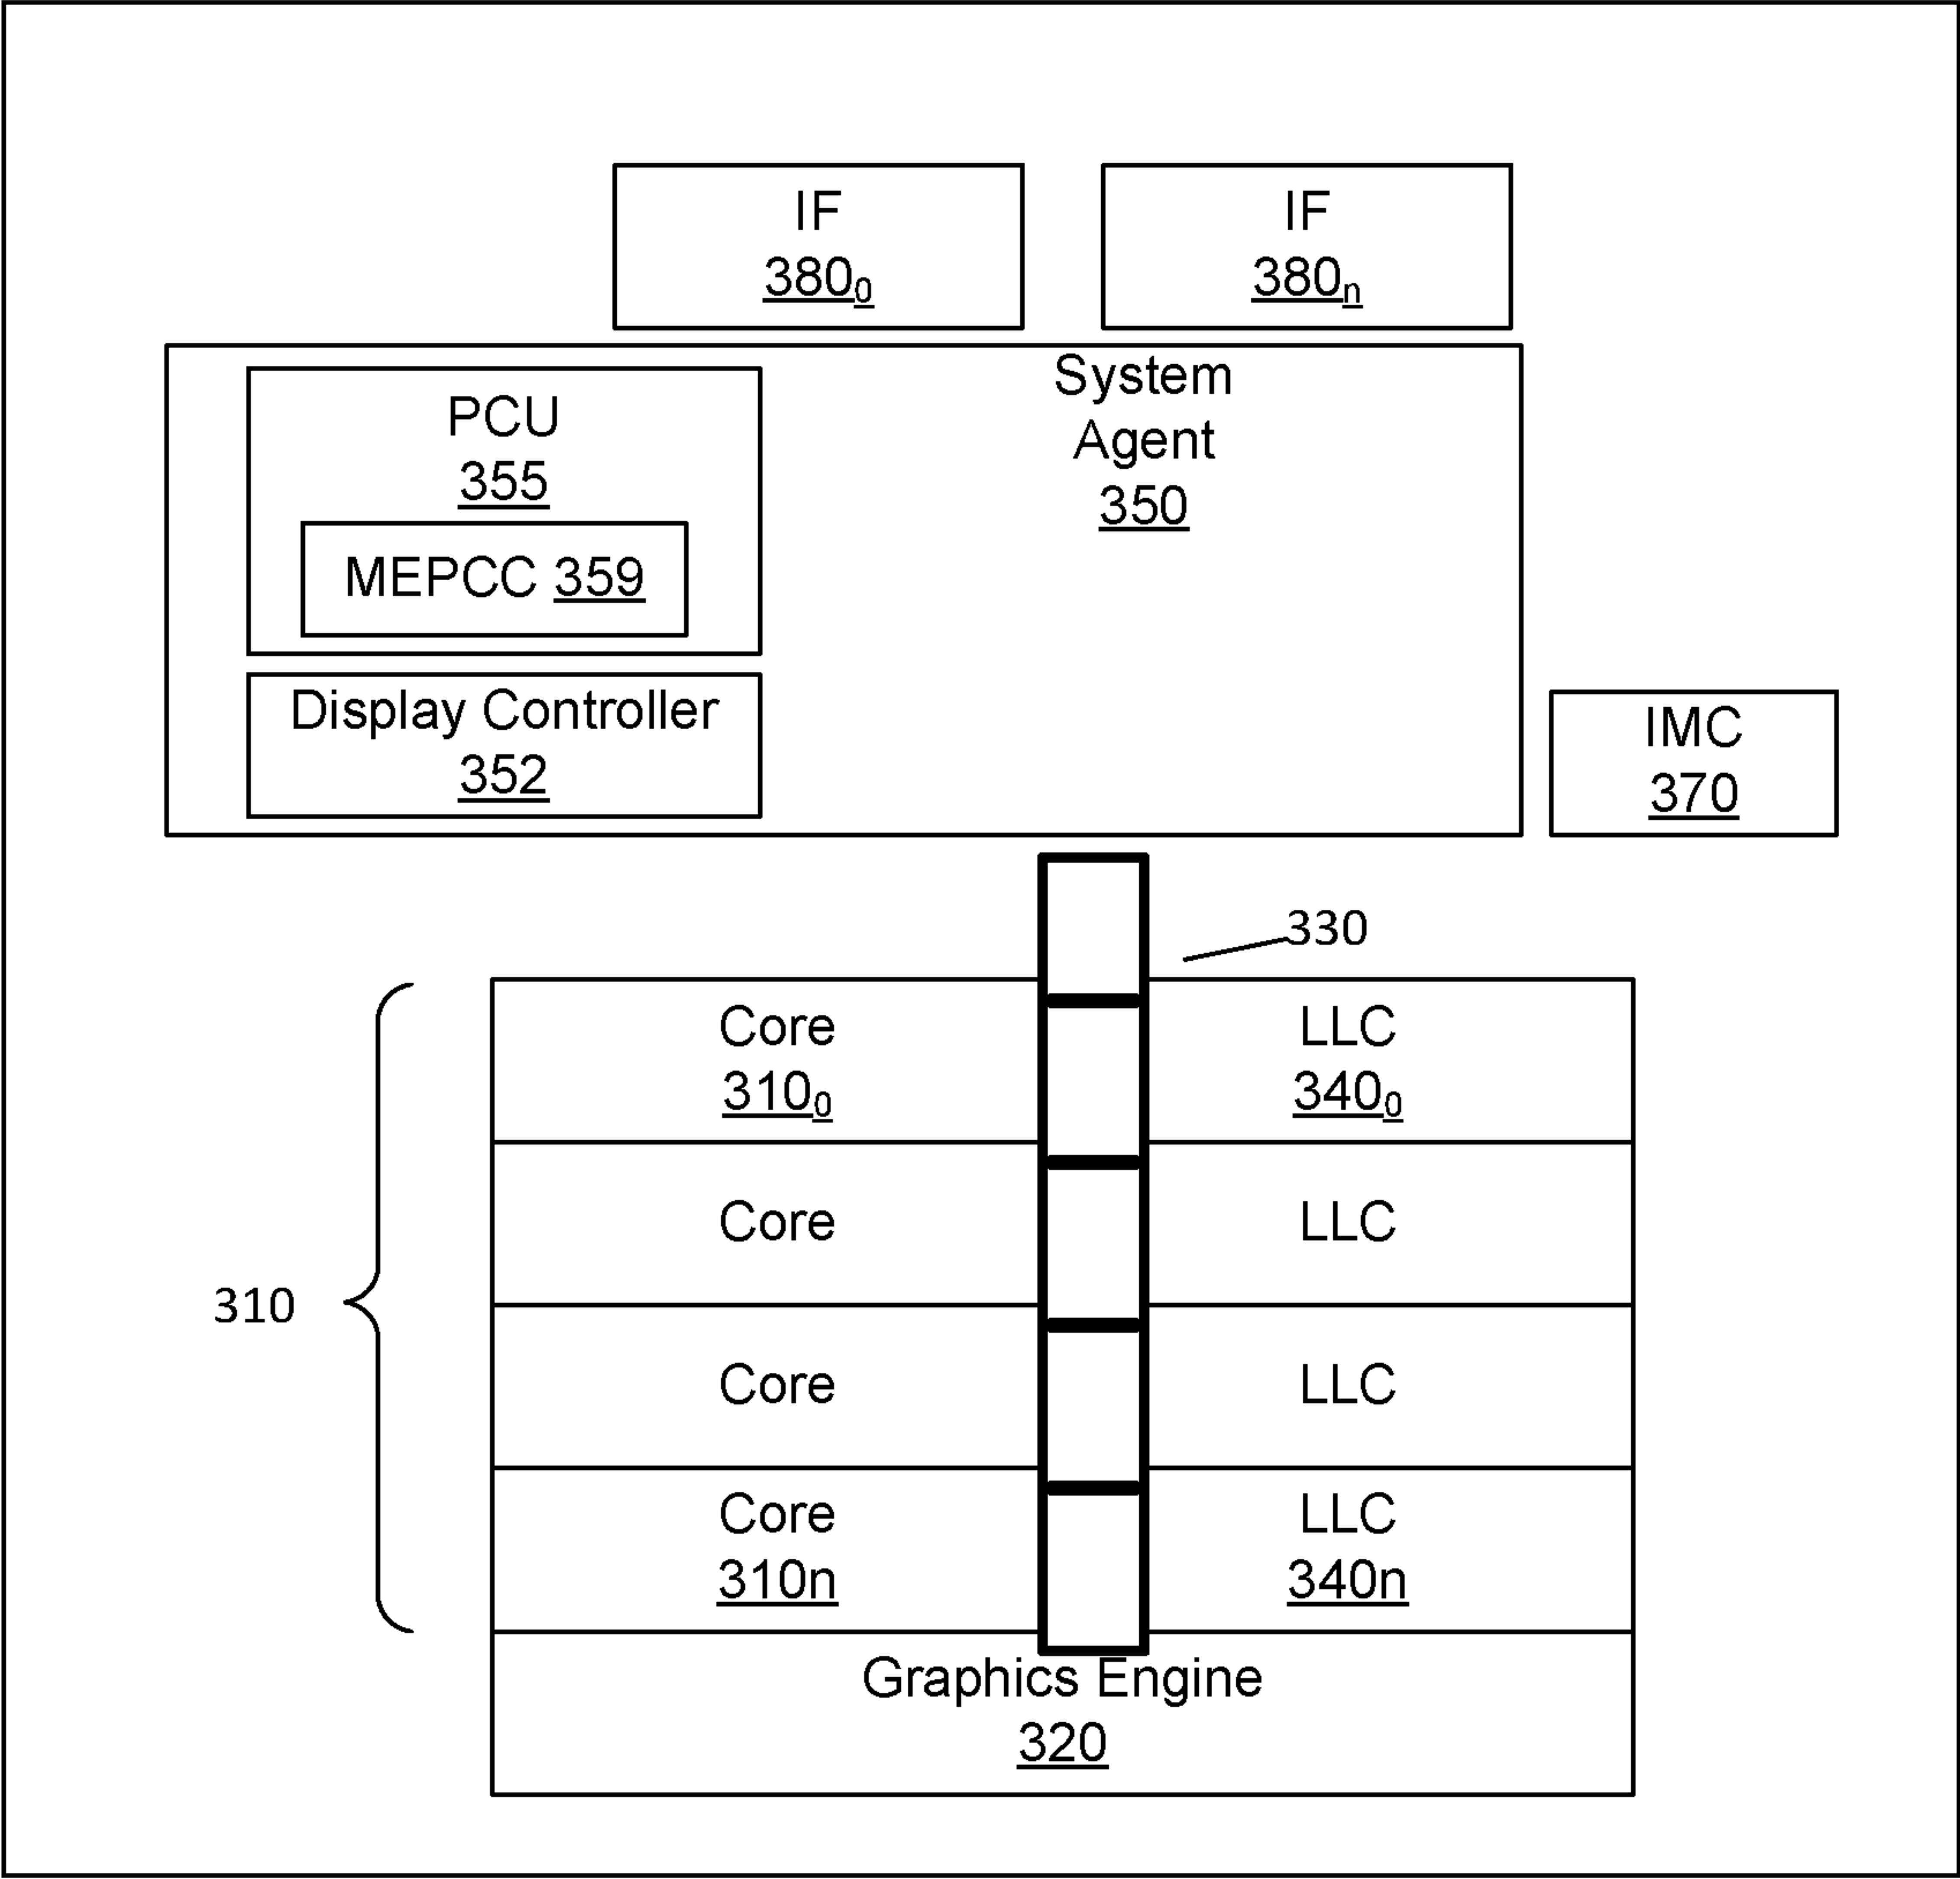 IF
380₀
IF
380ₙ
System
Agent
350
PCU
355
MEPCC 359
Display Controller
352
IMC
370
330
Core
310₀
LLC
340₀
Core
LLC
310
Core
LLC
Core
310n
LLC
340n
Graphics Engine
320